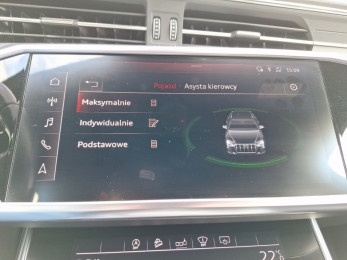 Pojazd Asysta kierowcy
Maksymalnie
Indywidualnie
Podstawowe